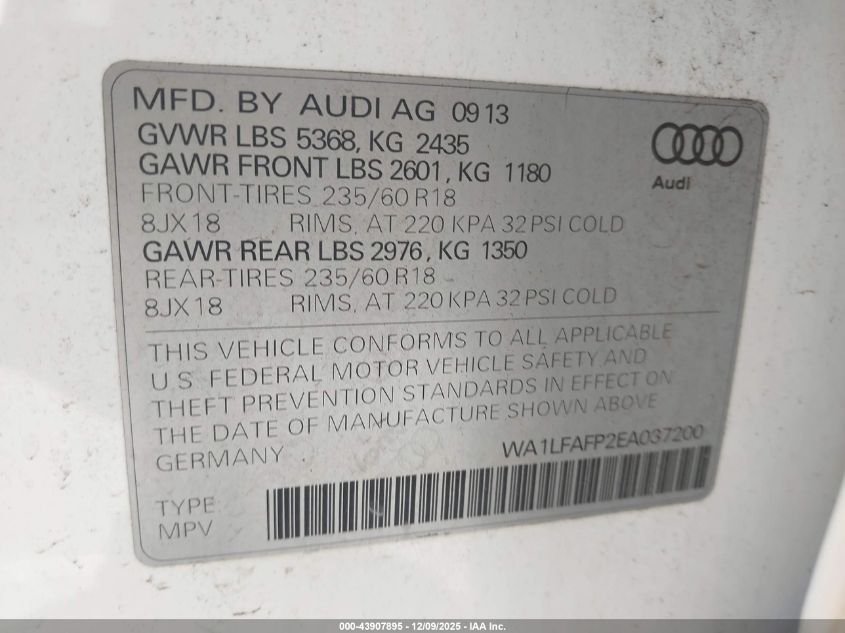 MFD. BY AUDI AG 09 13
GVWR LBS 5368, KG 2435
GAWR FRONT LBS 2601, KG 1180
FRONT-TIRES 235/60 R18
8JX18 RIMS, AT 220 KPA 32 PSI COLD
GAWR REAR LBS 2976, KG 1350
REAR-TIRES 235/60 R18
8JX18 RIMS, AT 220 KPA 32 PSI COLD
Audi
THIS VEHICLE CONFORMS TO ALL APPLICABLE
U.S. FEDERAL MOTOR VEHICLE SAFETY AND
THEFT PREVENTION STANDARDS IN EFFECT ON
THE DATE OF MANUFACTURE SHOWN ABOVE
GERMANY
WA1LFAFP2EA037200
TYPE:
MPV
000-43907895 - 12/09/2025 - IAA Inc.